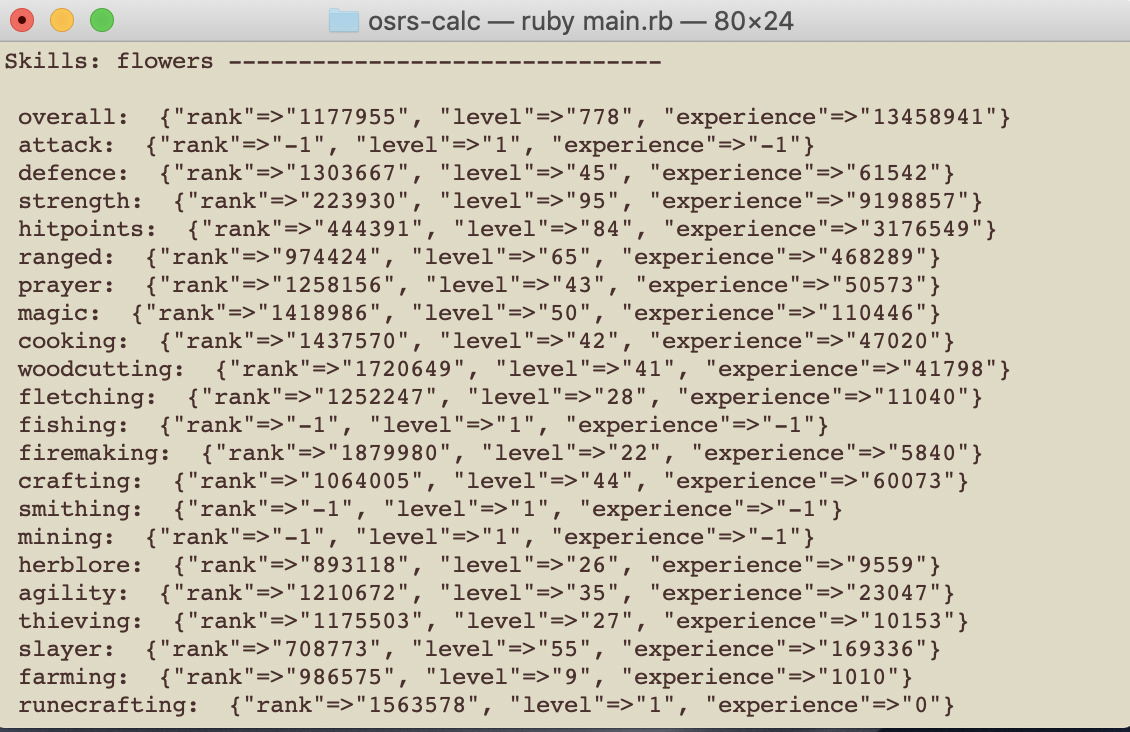 osrs-calc — ruby main.rb — 80×24
Skills: flowers -------------------------------
overall:  {"rank"=>"1177955", "level"=>"778", "experience"=>"13458941"}
attack:  {"rank"=>"-1", "level"=>"1", "experience"=>"-1"}
defence:  {"rank"=>"1303667", "level"=>"45", "experience"=>"61542"}
strength:  {"rank"=>"223930", "level"=>"95", "experience"=>"9198857"}
hitpoints:  {"rank"=>"444391", "level"=>"84", "experience"=>"3176549"}
ranged:  {"rank"=>"974424", "level"=>"65", "experience"=>"468289"}
prayer:  {"rank"=>"1258156", "level"=>"43", "experience"=>"50573"}
magic:  {"rank"=>"1418986", "level"=>"50", "experience"=>"110446"}
cooking:  {"rank"=>"1437570", "level"=>"42", "experience"=>"47020"}
woodcutting:  {"rank"=>"1720649", "level"=>"41", "experience"=>"41798"}
fletching:  {"rank"=>"1252247", "level"=>"28", "experience"=>"11040"}
fishing:  {"rank"=>"-1", "level"=>"1", "experience"=>"-1"}
firemaking:  {"rank"=>"1879980", "level"=>"22", "experience"=>"5840"}
crafting:  {"rank"=>"1064005", "level"=>"44", "experience"=>"60073"}
smithing:  {"rank"=>"-1", "level"=>"1", "experience"=>"-1"}
mining:  {"rank"=>"-1", "level"=>"1", "experience"=>"-1"}
herblore:  {"rank"=>"893118", "level"=>"26", "experience"=>"9559"}
agility:  {"rank"=>"1210672", "level"=>"35", "experience"=>"23047"}
thieving:  {"rank"=>"1175503", "level"=>"27", "experience"=>"10153"}
slayer:  {"rank"=>"708773", "level"=>"55", "experience"=>"169336"}
farming:  {"rank"=>"986575", "level"=>"9", "experience"=>"1010"}
runecrafting:  {"rank"=>"1563578", "level"=>"1", "experience"=>"0"}